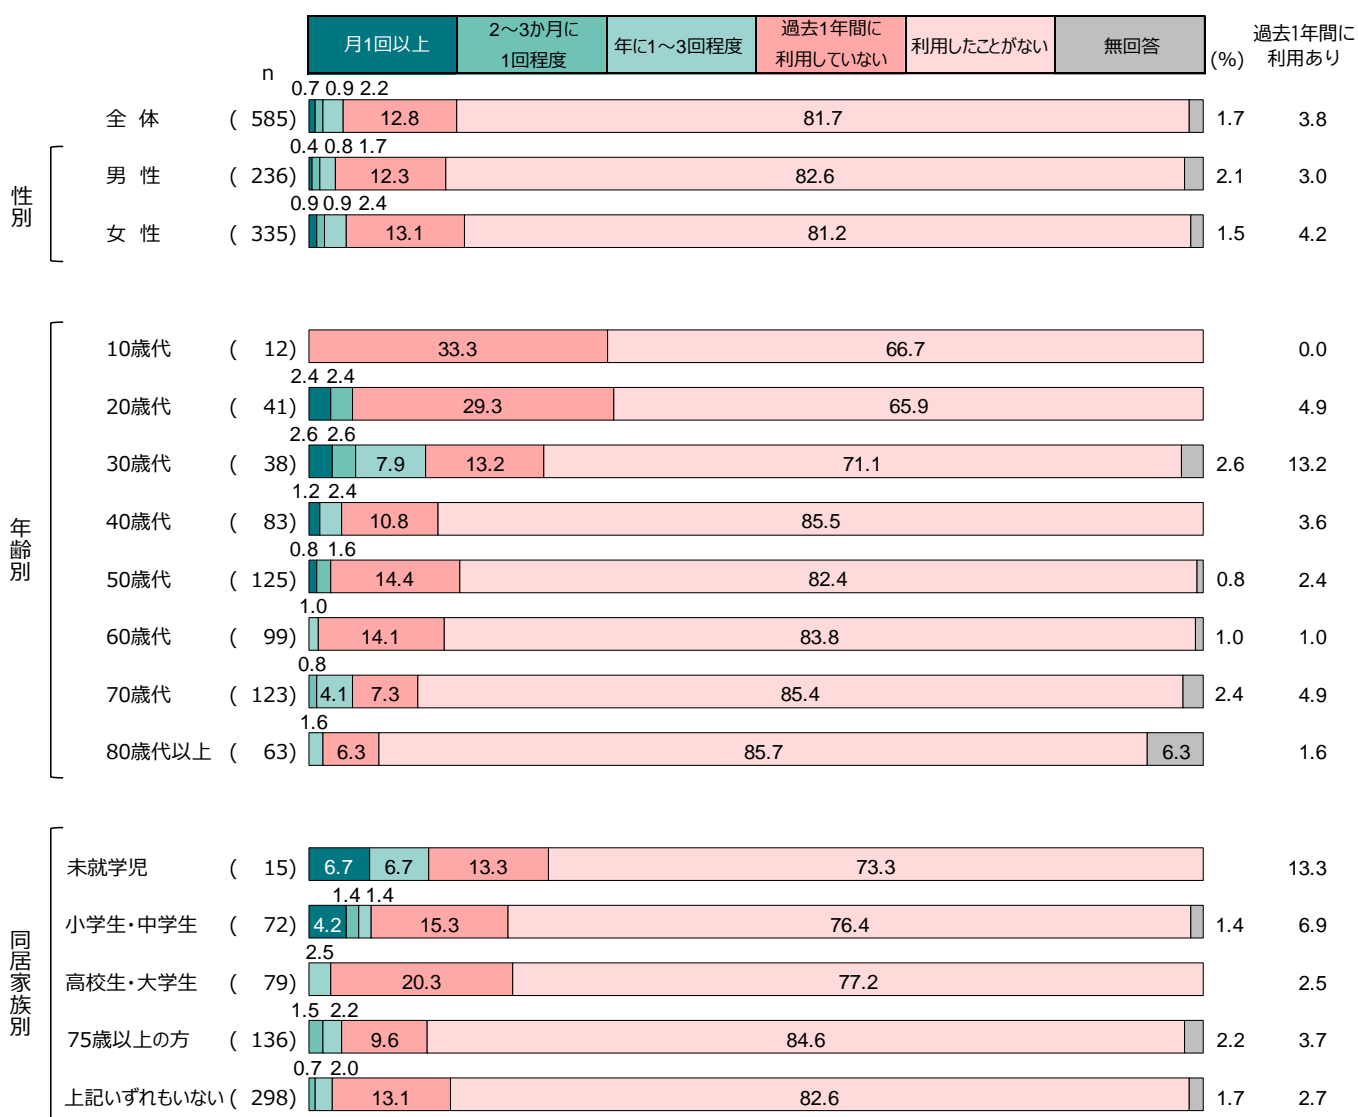 月1回以上
2～3か月に
1回程度
年に1～3回程度
過去1年間に
利用していない
利用したことがない
無回答
(%)
過去1年間に
利用あり
n
0.7 0.9 2.2
全 体 ( 585) 12.8 81.7 1.7 3.8
性別
0.4 0.8 1.7
男 性 ( 236) 12.3 82.6 2.1 3.0
0.9 0.9 2.4
女 性 ( 335) 13.1 81.2 1.5 4.2
年齢別
10歳代 ( 12) 33.3 66.7 0.0
2.4 2.4
20歳代 ( 41) 29.3 65.9 4.9
2.6 2.6
30歳代 ( 38) 7.9 13.2 71.1 2.6 13.2
1.2 2.4
40歳代 ( 83) 10.8 85.5 3.6
0.8 1.6
50歳代 ( 125) 14.4 82.4 0.8 2.4
1.0
60歳代 ( 99) 14.1 83.8 1.0 1.0
0.8
70歳代 ( 123) 4.1 7.3 85.4 2.4 4.9
1.6
80歳代以上 ( 63) 6.3 85.7 6.3 1.6
同居家族別
未就学児 ( 15) 6.7 6.7 13.3 73.3 13.3
1.4 1.4
小学生・中学生 ( 72) 4.2 15.3 76.4 1.4 6.9
2.5
高校生・大学生 ( 79) 20.3 77.2 2.5
1.5 2.2
75歳以上の方 ( 136) 9.6 84.6 2.2 3.7
0.7 2.0
上記いずれもいない ( 298) 13.1 82.6 1.7 2.7